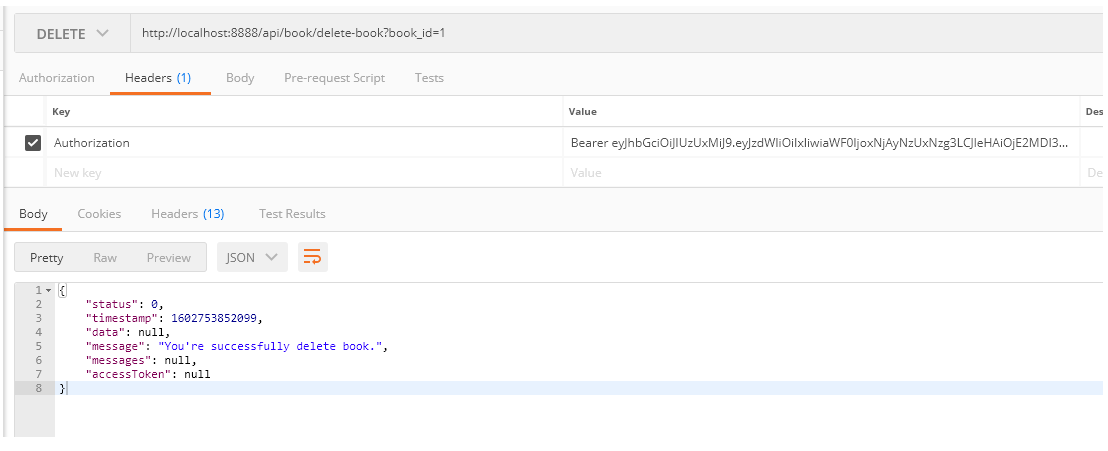 DELETE http://localhost:8888/api/book/delete-book?book_id=1
Authorization Headers (1) Body Pre-request Script Tests
Key Value Des
Authorization Bearer eyJhbGciOiJIUzUxMiJ9.eyJzdWIiOiIxIiwiaWF0IjoxNjAyNzUxNzg3LCJleHAiOjE2MDI3...
New key Value De
Body Cookies Headers (13) Test Results
Pretty Raw Preview JSON
1 {
2 "status": 0,
3 "timestamp": 1602753852099,
4 "data": null,
5 "message": "You're successfully delete book.",
6 "messages": null,
7 "accessToken": null
8 }